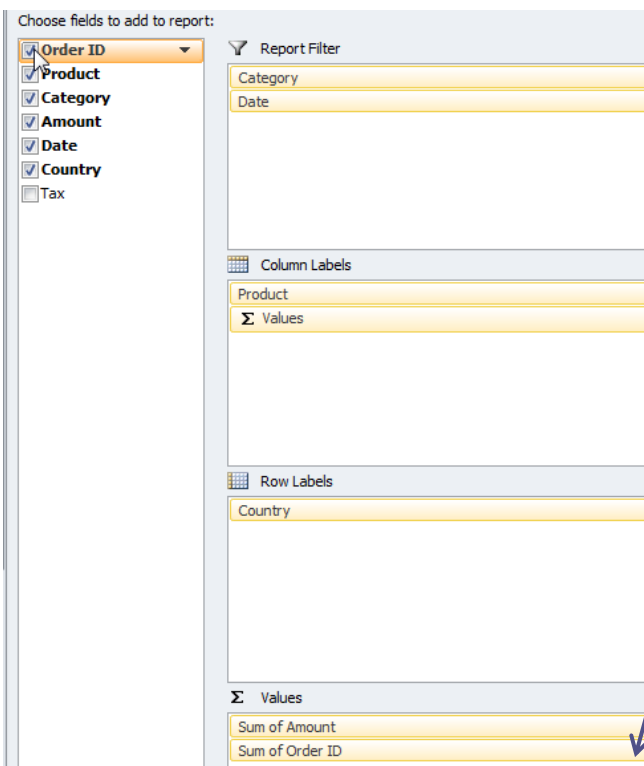 Choose fields to add to report:
Order ID
Product
Category
Amount
Date
Country
Tax
Report Filter
Category
Date
Column Labels
Product
Σ Values
Row Labels
Country
Σ Values
Sum of Amount
Sum of Order ID